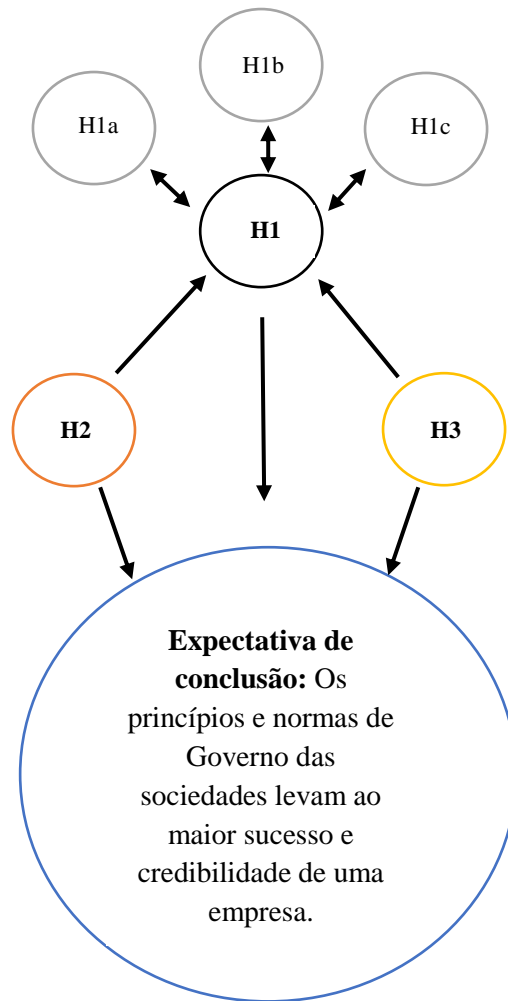 H1b
H1a
H1c
H1
H2
H3
Expectativa de
conclusão: Os
princípios e normas de
Governo das
sociedades levam ao
maior sucesso e
credibilidade de uma
empresa.